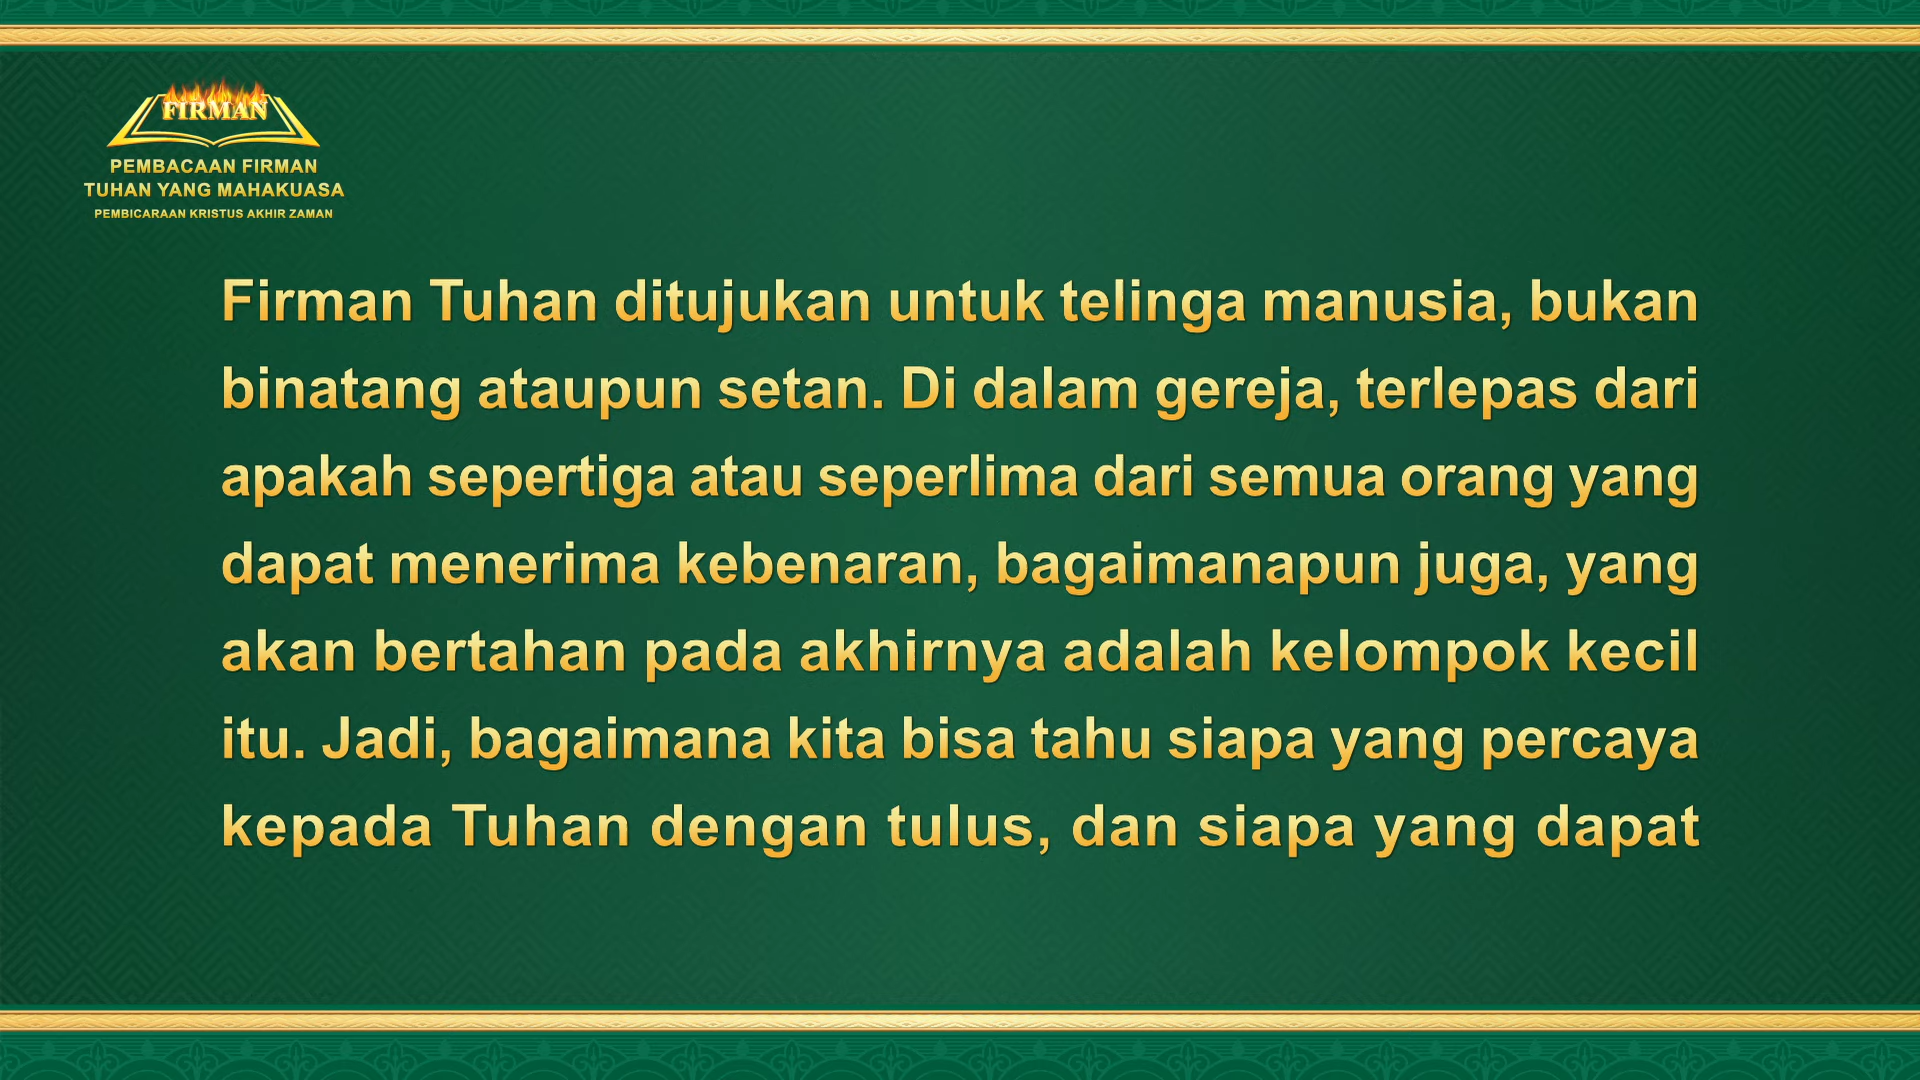 FIRMAN
PEMBACAAN FIRMAN
TUHAN YANG MAHAKUASA
PEMBICARAAN KRISTUS AKHIR ZAMAN
Firman Tuhan ditujukan untuk telinga manusia, bukan
binatang ataupun setan. Di dalam gereja, terlepas dari
apakah sepertiga atau seperlima dari semua orang yang
dapat menerima kebenaran, bagaimanapun juga, yang
akan bertahan pada akhirnya adalah kelompok kecil
itu. Jadi, bagaimana kita bisa tahu siapa yang percaya
kepada Tuhan dengan tulus, dan siapa yang dapat